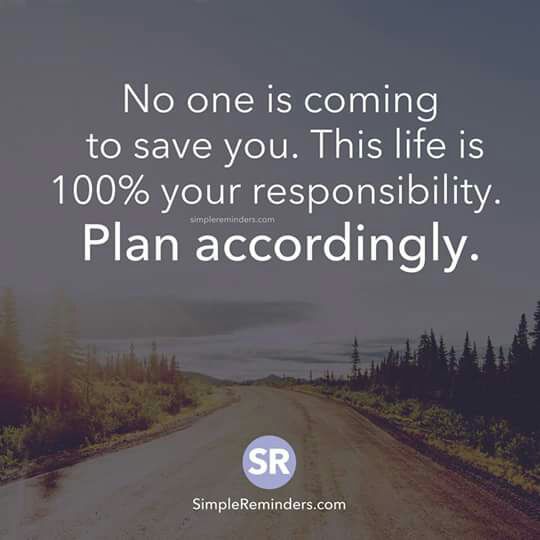 No one is coming
to save you. This life is
100% your responsibility.
simplereminders.com
Plan accordingly.
SR
SimpleReminders.com